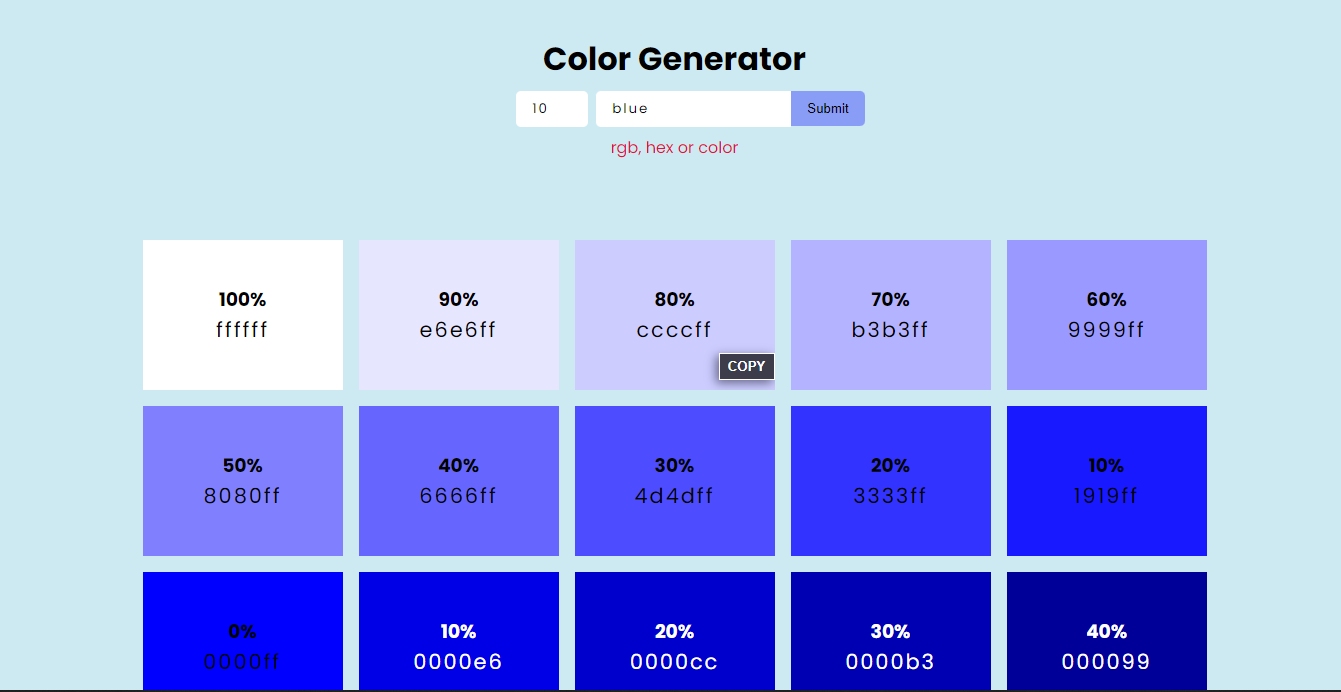 Color Generator
10 blue Submit
rgb, hex or color
100% 90% 80% 70% 60%
ffffff e6e6ff ccccff b3b3ff 9999ff
COPY
50% 40% 30% 20% 10%
8080ff 6666ff 4d4dff 3333ff 1919ff
0% 10% 20% 30% 40%
0000ff 0000e6 0000cc 0000b3 000099